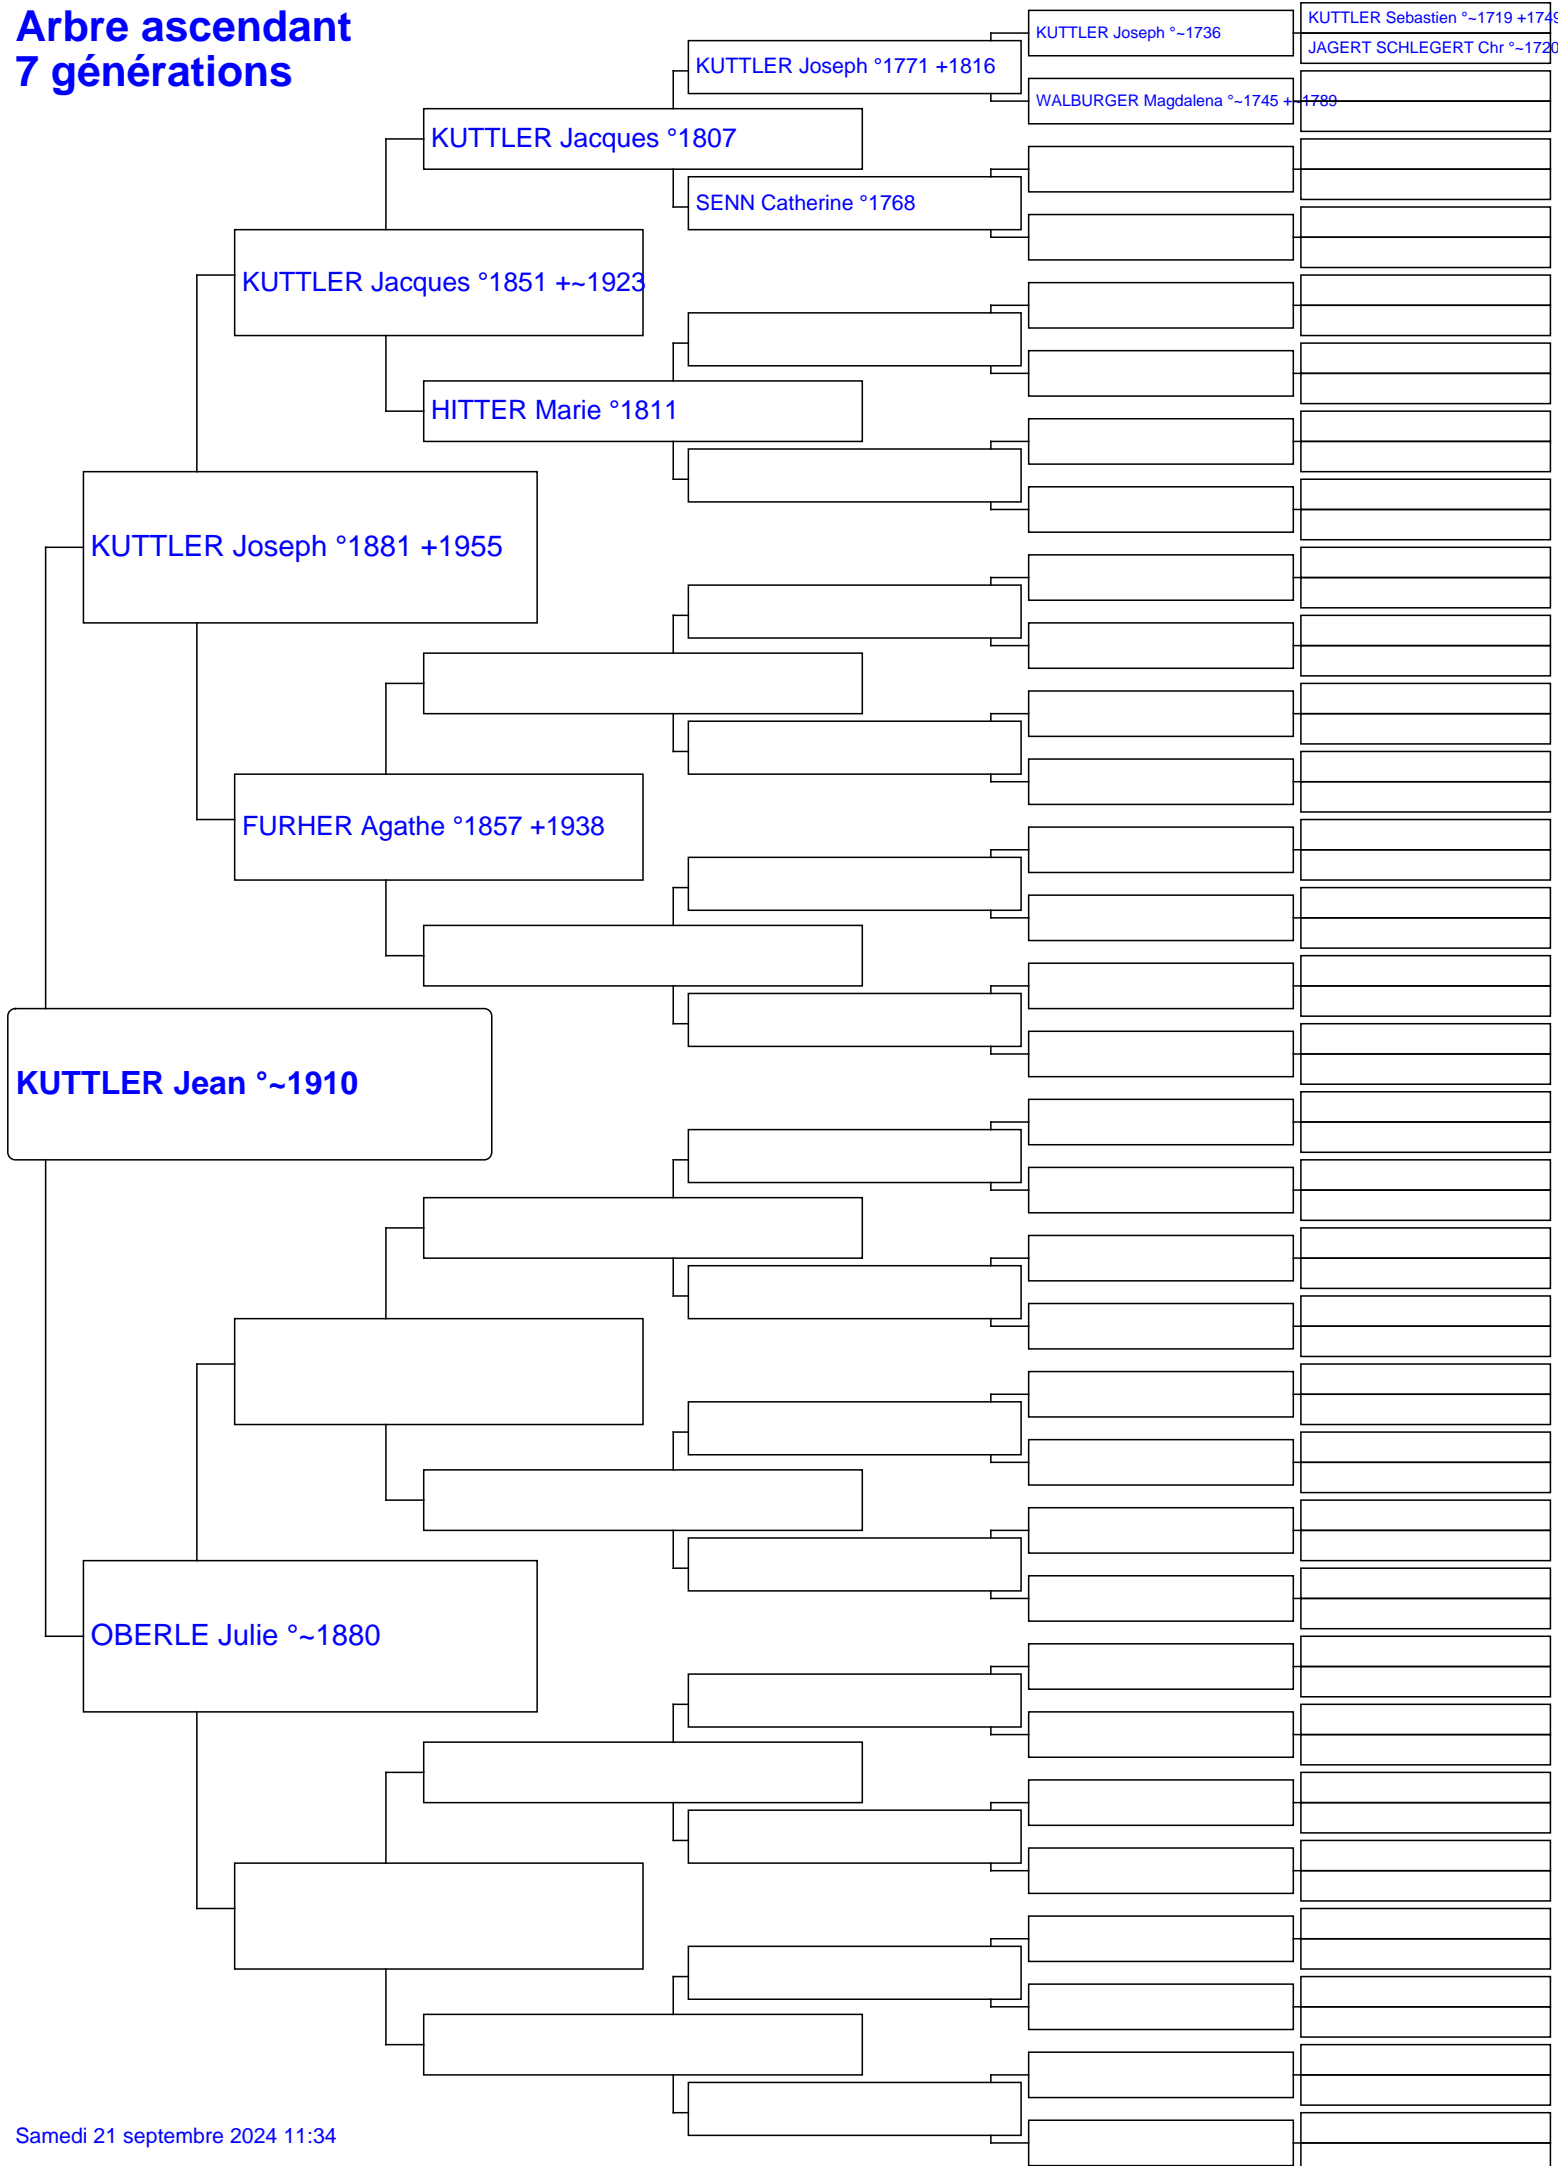 Arbre ascendant
7 générations
KUTTLER Sebastien °~1719 +1749
KUTTLER Joseph °~1736
JAGERT SCHLEGERT Chr °~1720
KUTTLER Joseph °1771 +1816
WALBURGER Magdalena °~1745 +~1789
KUTTLER Jacques °1807
SENN Catherine °1768
KUTTLER Jacques °1851 +~1923
HITTER Marie °1811
KUTTLER Joseph °1881 +1955
FURHER Agathe °1857 +1938
KUTTLER Jean °~1910
OBERLE Julie °~1880
Samedi 21 septembre 2024 11:34